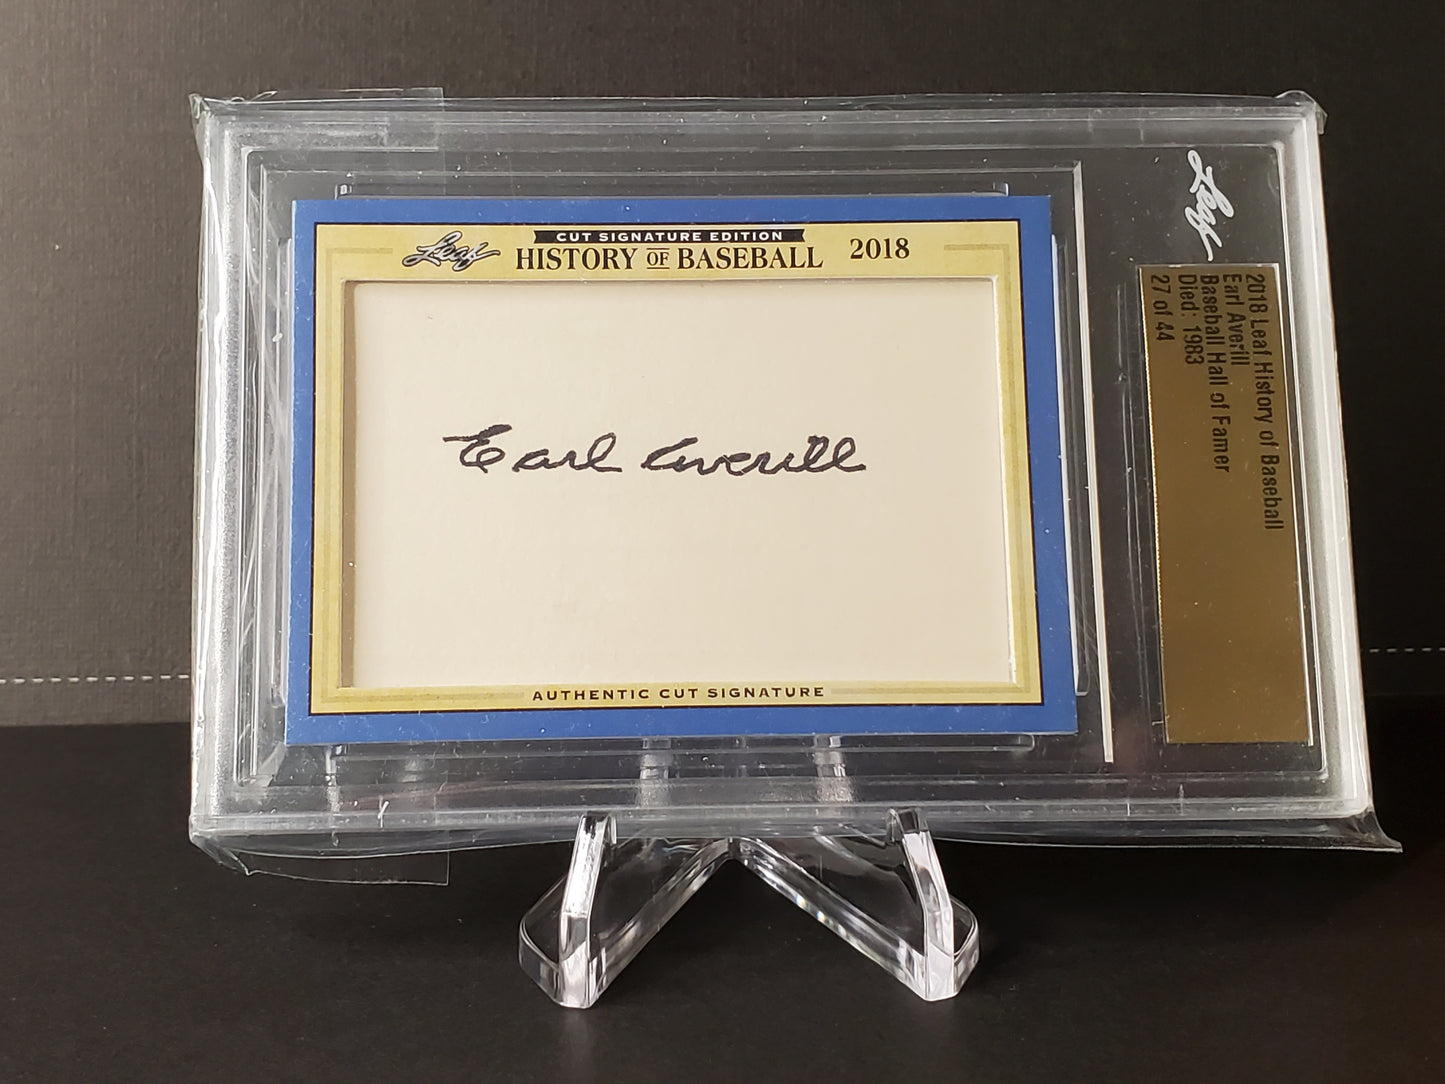 Leaf
CUT SIGNATURE EDITION
HISTORY OF BASEBALL
2018
Earl Averill
AUTHENTIC CUT SIGNATURE
Leaf
2018 Leaf History of Baseball
Earl Averill
Baseball Hall of Famer
Died: 1983
27 of 44